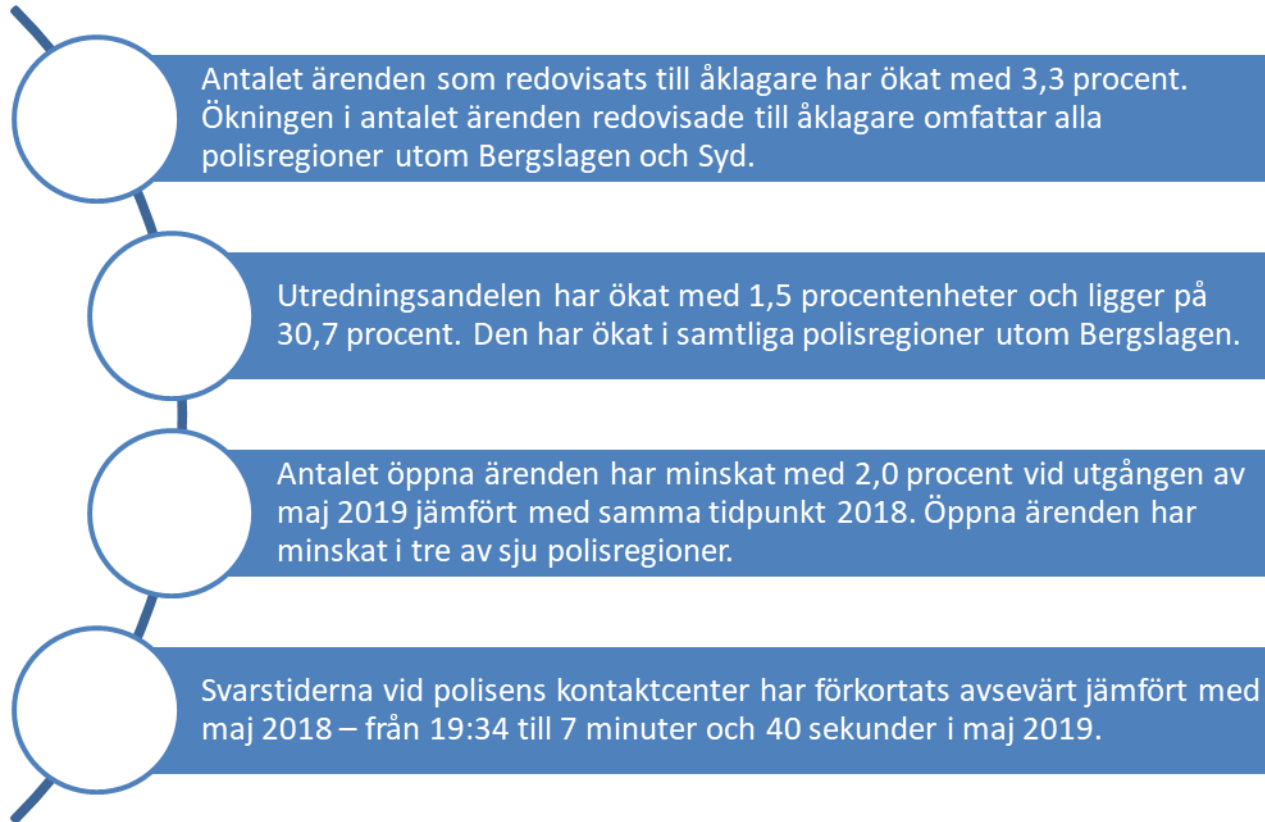 Antalet ärenden som redovisats till åklagare har ökat med 3,3 procent.
Ökningen i antalet ärenden redovisade till åklagare omfattar alla
polisregioner utom Bergslagen och Syd.
Utredningsandelen har ökat med 1,5 procentenheter och ligger på
30,7 procent. Den har ökat i samtliga polisregioner utom Bergslagen.
Antalet öppna ärenden har minskat med 2,0 procent vid utgången av
maj 2019 jämfört med samma tidpunkt 2018. Öppna ärenden har
minskat i tre av sju polisregioner.
Svarstiderna vid polisens kontaktcenter har förkortats avsevärt jämfört med
maj 2018 – från 19:34 till 7 minuter och 40 sekunder i maj 2019.